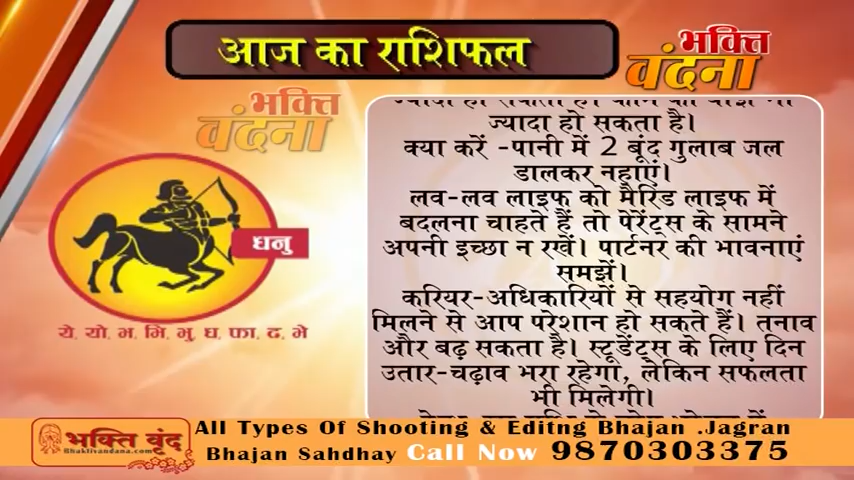 आज का राशिफल
भक्ति
वंदना
भक्ति
वंदना
ज्यादा हो सकता है।
क्या करें -पानी में 2 बूंद गुलाब जल
डालकर नहाएं।
लव-लव लाइफ को मैरिड लाइफ में
बदलना चाहते हैं तो पेरेंट्स के सामने
अपनी इच्छा न रखें। पार्टनर की भावनाएं
समझें।
करियर-अधिकारियों से सहयोग नहीं
मिलने से आप परेशान हो सकते हैं। तनाव
और बढ़ सकता है। स्टूडेंट्स के लिए दिन
उतार-चढ़ाव भरा रहेगा, लेकिन सफलता
भी मिलेगी।
धनु
ये, यो, भ, भि, भु, ध, फा, ढ, भे
भक्ति वृंद
Bhaktivandana.com
All Types Of Shooting & Editng Bhajan .Jagran
Bhajan Sahdhay Call Now 9870303375